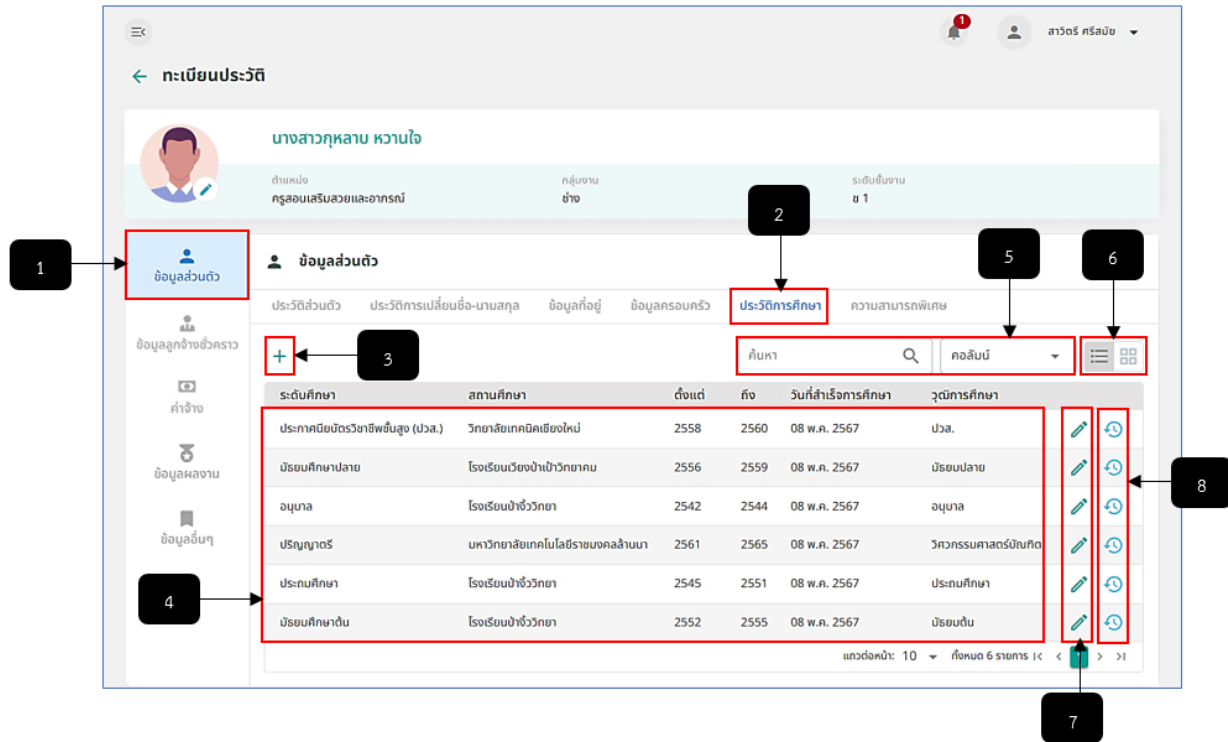 1
สาวิตรี ศรีสมัย
ทะเบียนประวัติ
นางสาวกุหลาบ หวานใจ
ตำแหน่ง กลุ่มงาน ระดับชั้นงาน
ครูสอนเสริมสวยและอาภรณ์ ช่าง ช 1
2
1
5
6
ข้อมูลส่วนตัว
ข้อมูลส่วนตัว
ประวัติส่วนตัว ประวัติการเปลี่ยนชื่อ-นามสกุล ข้อมูลที่อยู่ ข้อมูลครอบครัว ประวัติการศึกษา ความสามารถพิเศษ
ข้อมูลลูกจ้างชั่วคราว
3
ค้นหา คอลัมน์
ค่าจ้าง
ข้อมูลผลงาน
ข้อมูลอื่นๆ
ระดับศึกษา สถานศึกษา ตั้งแต่ ถึง วันที่สำเร็จการศึกษา วุฒิการศึกษา
ประกาศนียบัตรวิชาชีพชั้นสูง (ปวส.) วิทยาลัยเทคนิคเชียงใหม่ 2558 2560 08 พ.ค. 2567 ปวส.
มัธยมศึกษาปลาย โรงเรียนเวียงป่าเป้าวิทยาคม 2556 2559 08 พ.ค. 2567 มัธยมปลาย
อนุบาล โรงเรียนป่างิ้ววิทยา 2542 2544 08 พ.ค. 2567 อนุบาล
ปริญญาตรี มหาวิทยาลัยเทคโนโลยีราชมงคลล้านนา 2561 2565 08 พ.ค. 2567 วิศวกรรมศาสตร์บัณฑิต
ประถมศึกษา โรงเรียนป่างิ้ววิทยา 2545 2551 08 พ.ค. 2567 ประถมศึกษา
มัธยมศึกษาต้น โรงเรียนป่างิ้ววิทยา 2552 2555 08 พ.ค. 2567 มัธยมต้น
8
4
แถวต่อหน้า: 10 ทั้งหมด 6 รายการ 1
7